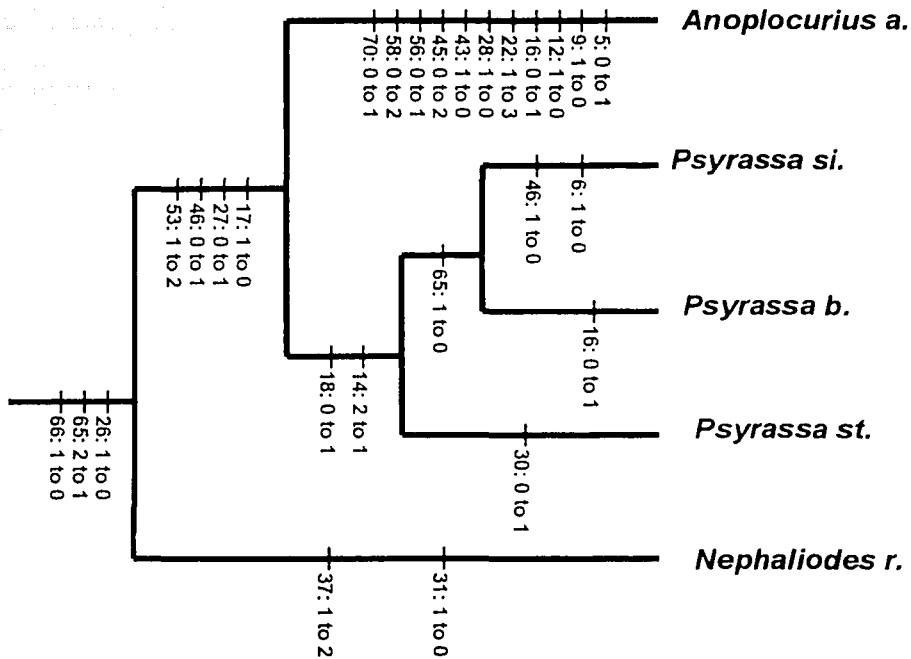 Anoplocurius a.
70: 0 to 1
58: 0 to 2
56: 0 to 1
45: 0 to 2
43: 1 to 0
28: 1 to 0
22: 1 to 3
16: 0 to 1
12: 1 to 0
9: 1 to 0
5: 0 to 1
Psyrassa si.
46: 1 to 0
6: 1 to 0
53: 1 to 2
46: 0 to 1
27: 0 to 1
17: 1 to 0
65: 1 to 0
Psyrassa b.
16: 0 to 1
18: 0 to 1
14: 2 to 1
Psyrassa st.
30: 0 to 1
66: 1 to 0
65: 2 to 1
26: 1 to 0
Nephaliodes r.
37: 1 to 2
31: 1 to 0